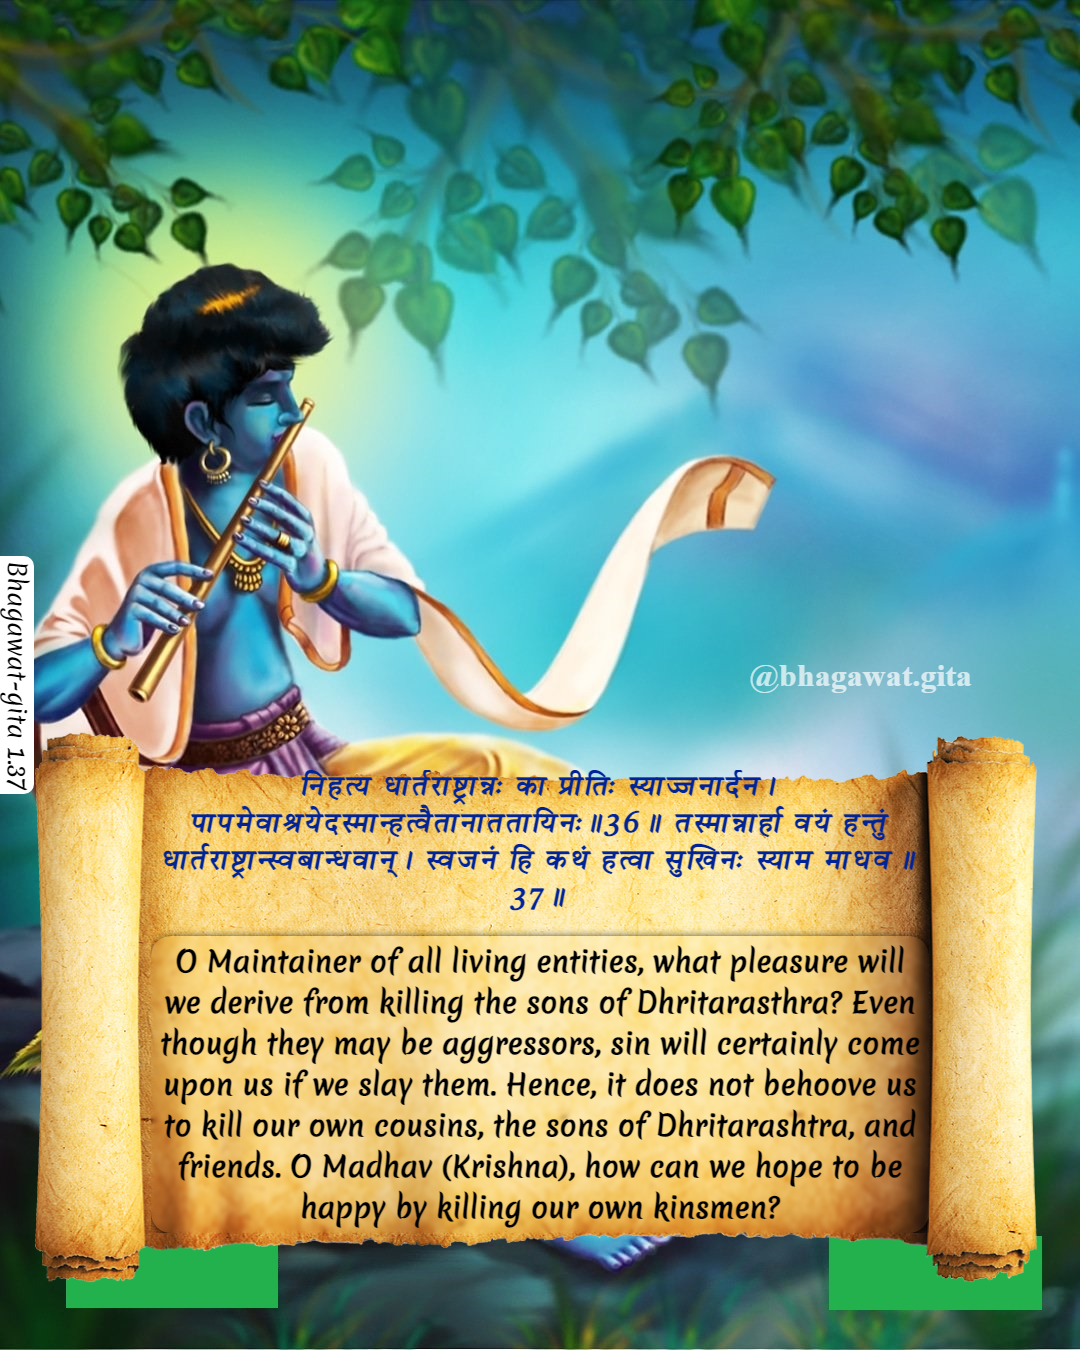 Bhagawat-gita 1.37
@bhagawat.gita
निहत्य धार्तराष्ट्रान्नः का प्रीतिः स्याज्जनार्दन।
पापमेवाश्रयेदस्मान्हत्वैतानाततायिनः॥36॥ तस्मान्नार्हा वयं हन्तुं
धार्तराष्ट्रान्स्वबान्धवान्। स्वजनं हि कथं हत्वा सुखिनः स्याम माधव॥
37॥
O Maintainer of all living entities, what pleasure will
we derive from killing the sons of Dhritarasthra? Even
though they may be aggressors, sin will certainly come
upon us if we slay them. Hence, it does not behoove us
to kill our own cousins, the sons of Dhritarashtra, and
friends. O Madhav (Krishna), how can we hope to be
happy by killing our own kinsmen?